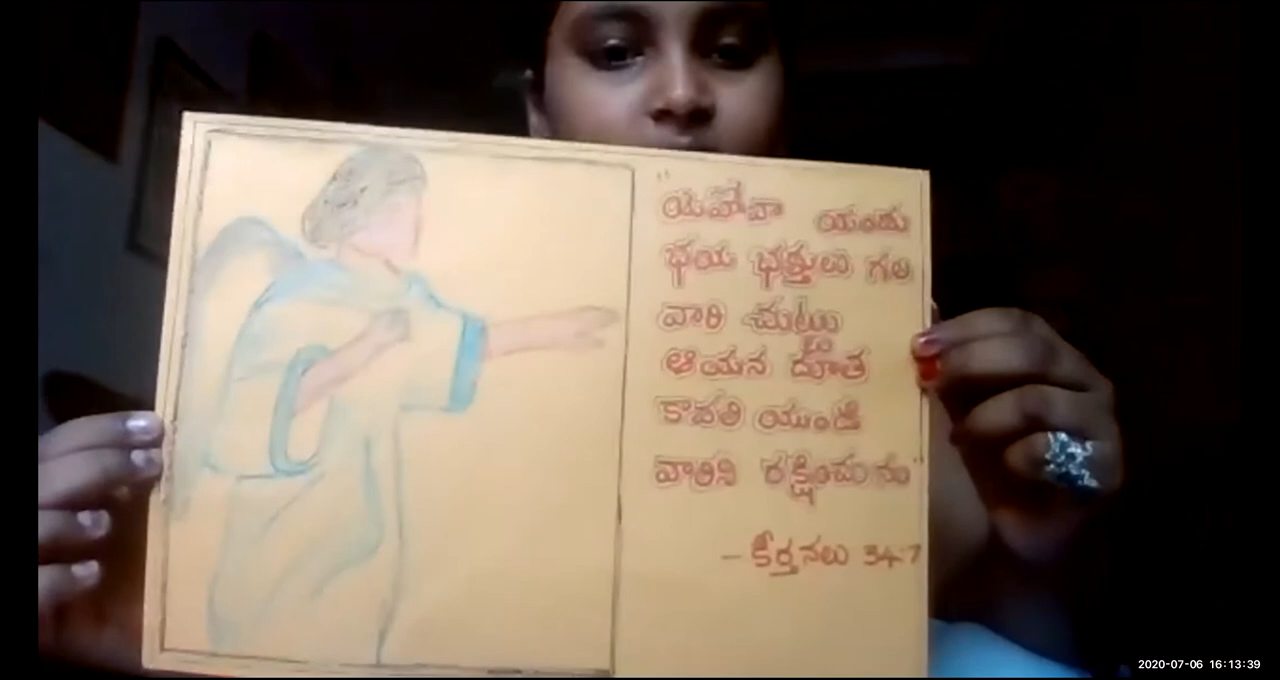 "యెహోవా యందు
భయ భక్తులు గల
వారి చుట్టు
ఆయన దూత
కావలి యుండి
వారిని రక్షించును"
- కీర్తనలు 34:7
2020-07-06 16:13:39